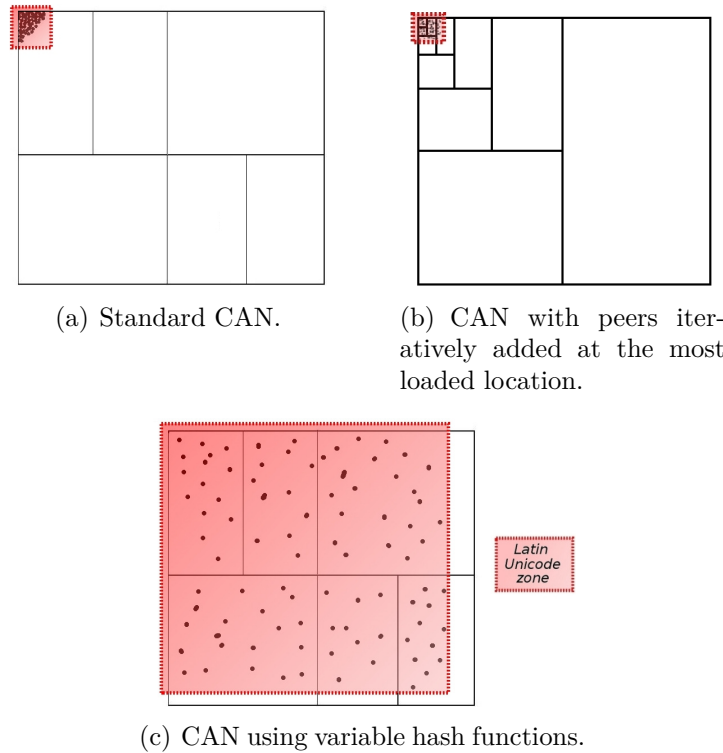 (a) Standard CAN.
(b) CAN with peers iter-
atively added at the most
loaded location.
Latin
Unicode
zone
(c) CAN using variable hash functions.